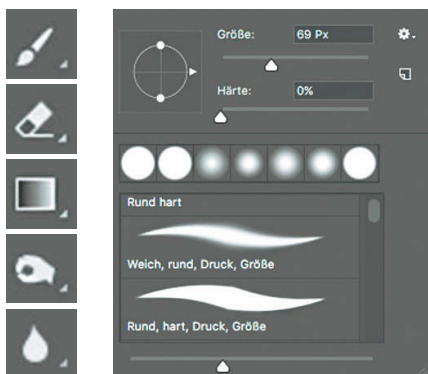 Größe: 69 Px
Härte: 0%
Rund hart
Weich, rund, Druck, Größe
Rund, hart, Druck, Größe